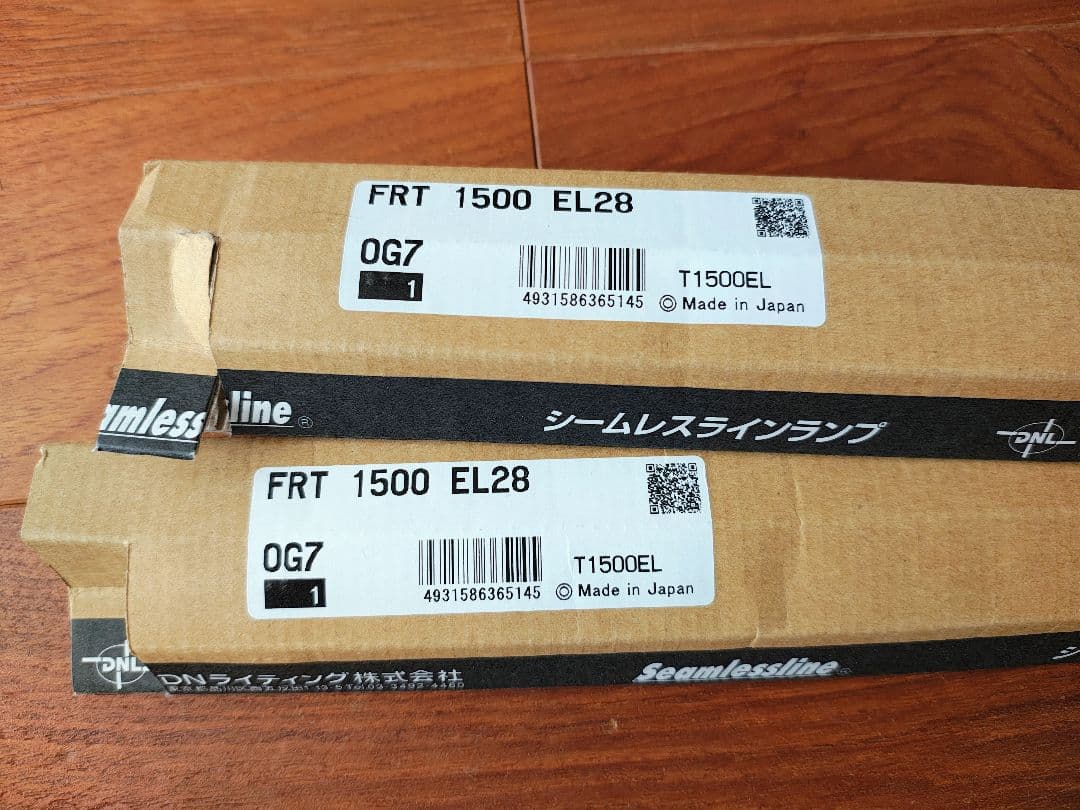 FRT 1500 EL28
0G7
1
4931586365145
T1500EL
◎ Made in Japan
amlessline®
シームレスラインランプ
DNL
FRT 1500 EL28
0G7
1
4931586365145
T1500EL
◎ Made in Japan
DNL
DNライティング株式会社
Seamlessline®
シ